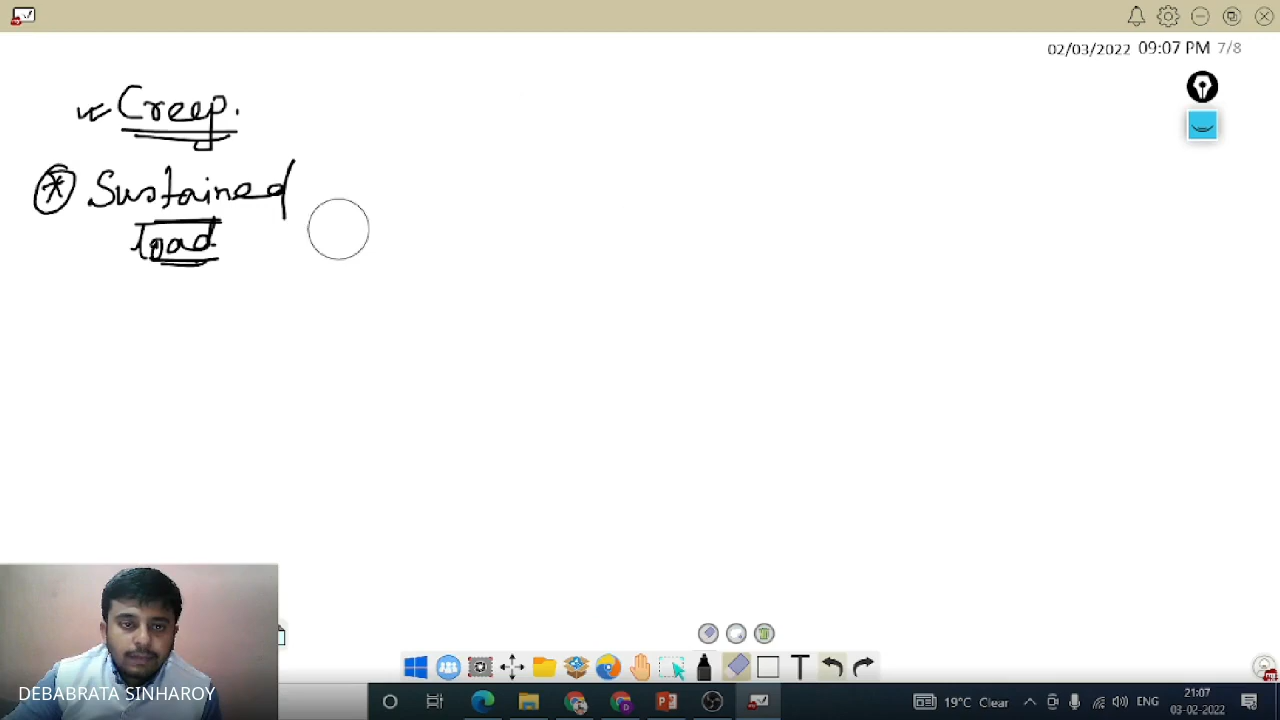 02/03/2022 09:07 PM 7/8
Creep.
Sustained
load
DEBABRATA SINHAROY
T
19°C Clear
ENG
21:07
03-02-2022